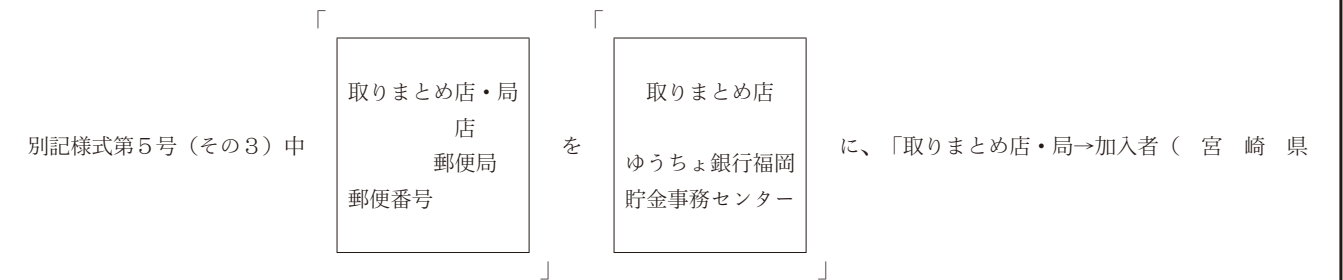 別記様式第５号（その３）中
「
取りまとめ店・局
店
郵便局
郵便番号
」
を
「
取りまとめ店
ゆうちょ銀行福岡
貯金事務センター
」
に、「取りまとめ店・局→加入者（　宮　崎　県